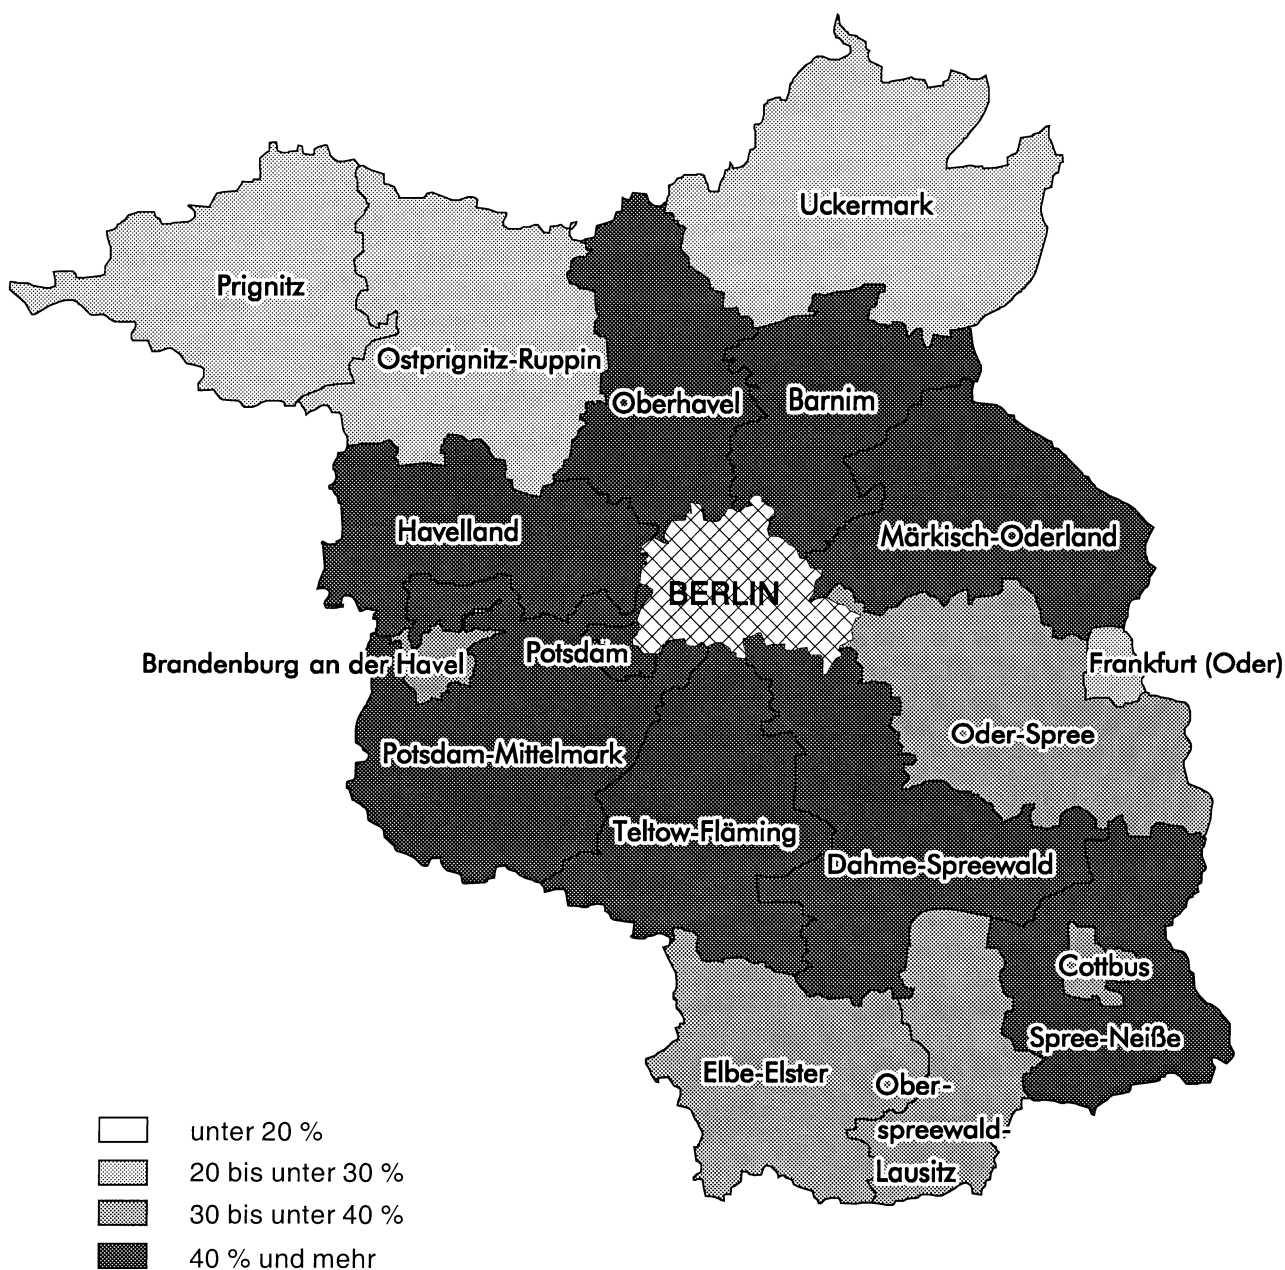 Uckermark
Prignitz
Ostprignitz-Ruppin
Oberhavel
Barnim
Havelland
Märkisch-Oderland
BERLIN
Potsdam
Brandenburg an der Havel
Frankfurt (Oder)
Oder-Spree
Potsdam-Mittelmark
Teltow-Fläming
Dahme-Spreewald
Cottbus
Spree-Neiße
Elbe-Elster
Ober-
spreewald-
Lausitz
unter 20 %
20 bis unter 30 %
30 bis unter 40 %
40 % und mehr